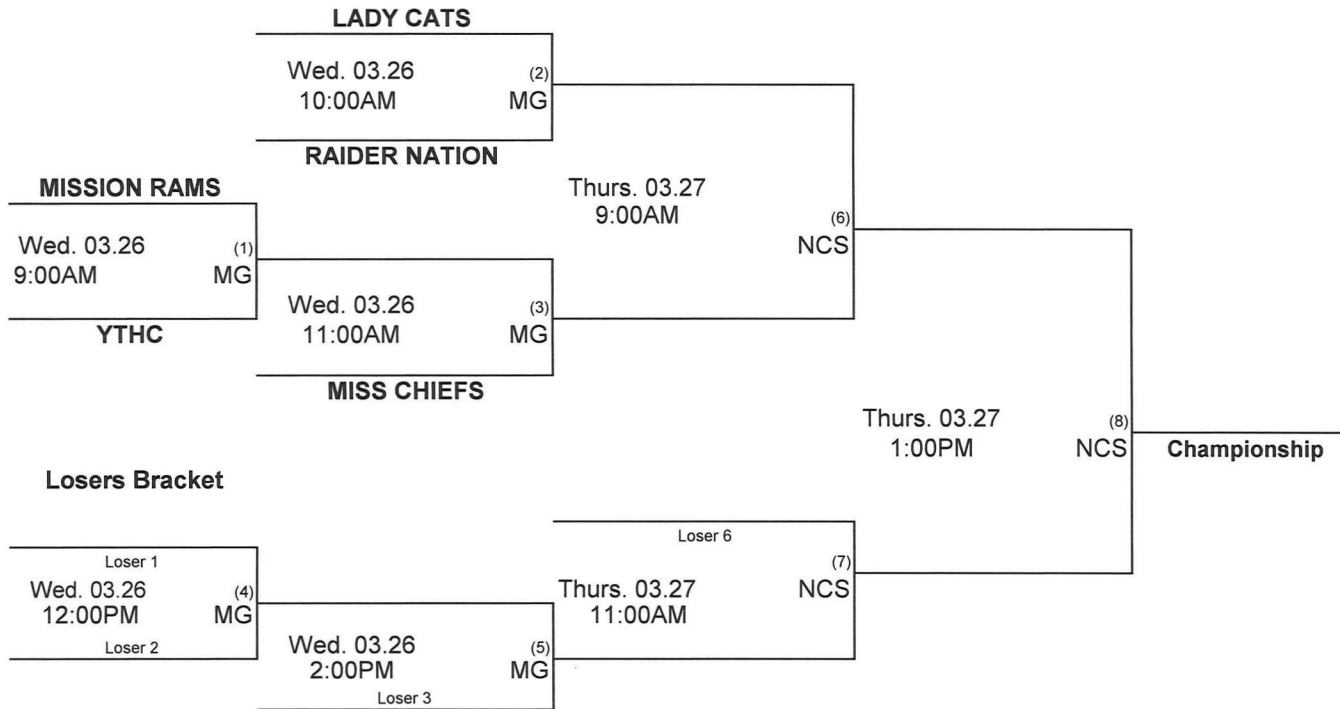 LADY CATS
Wed. 03.26
(2)
10:00AM
MG
RAIDER NATION
MISSION RAMS
Wed. 03.26
(1)
9:00AM
MG
YTHC
Wed. 03.26
(3)
11:00AM
MG
MISS CHIEFS
Thurs. 03.27
9:00AM
(6)
NCS
Thurs. 03.27
(8)
1:00PM
NCS
Championship
Losers Bracket
Loser 1
Wed. 03.26
(4)
12:00PM
MG
Loser 2
Wed. 03.26
(5)
2:00PM
MG
Loser 3
Loser 6
(7)
Thurs. 03.27
NCS
11:00AM